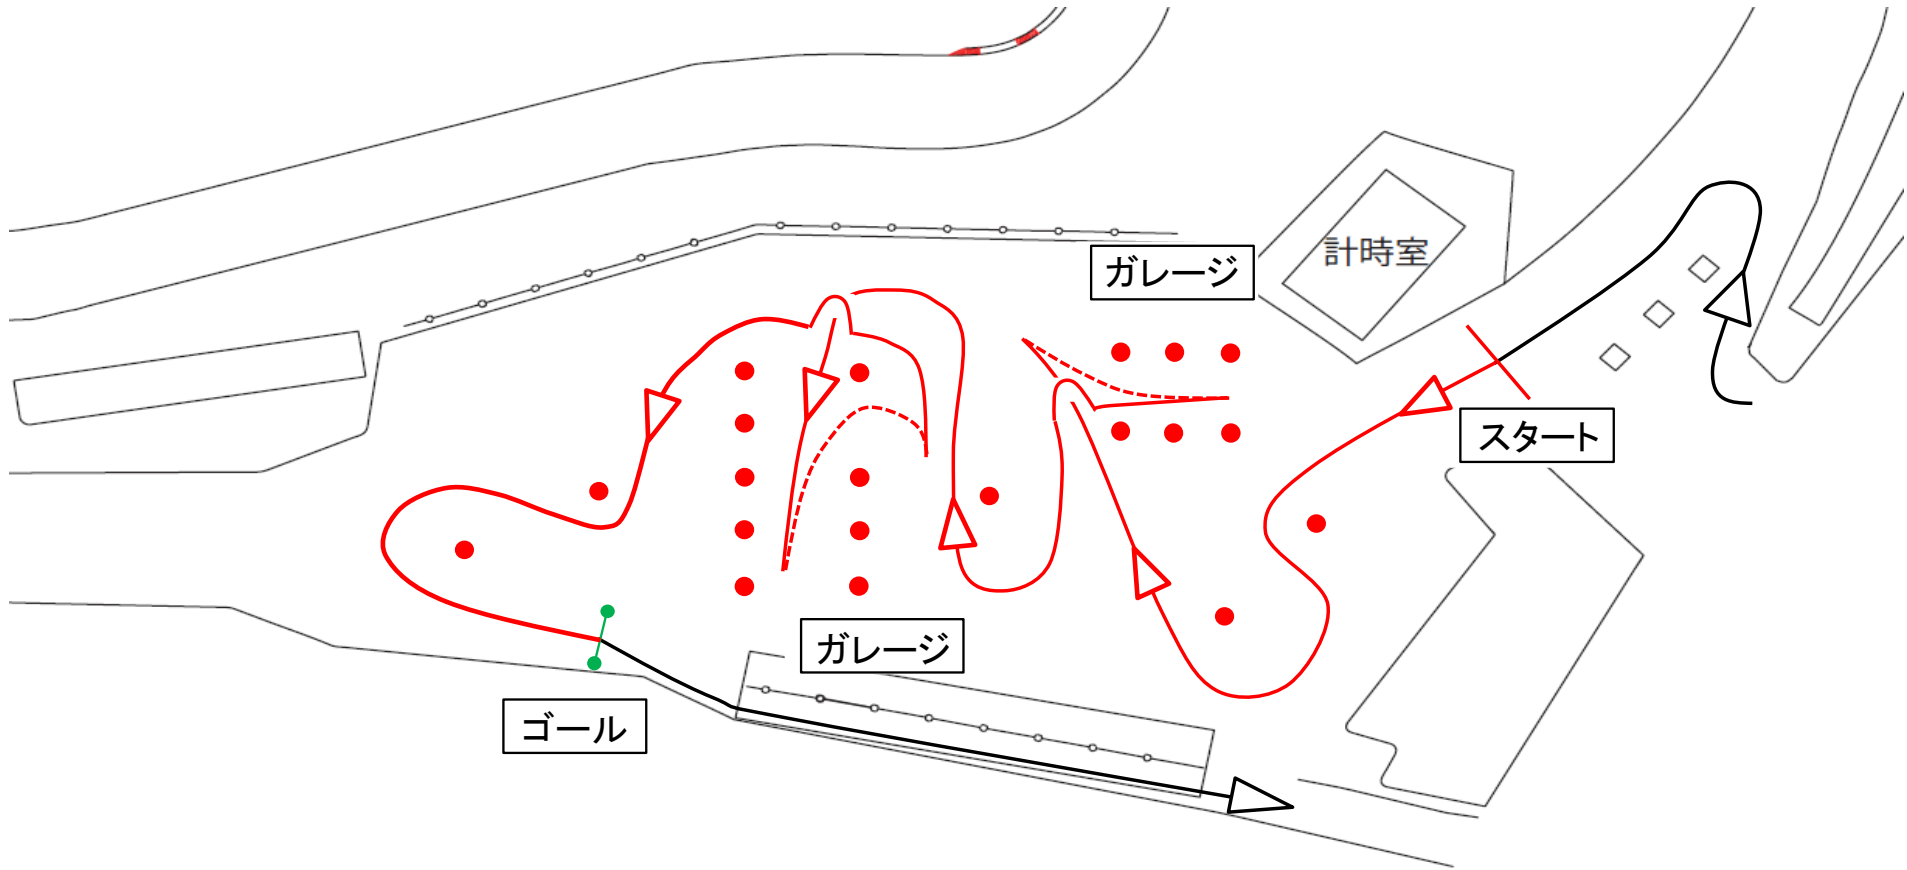 計時室
ガレージ
スタート
ガレージ
ゴール